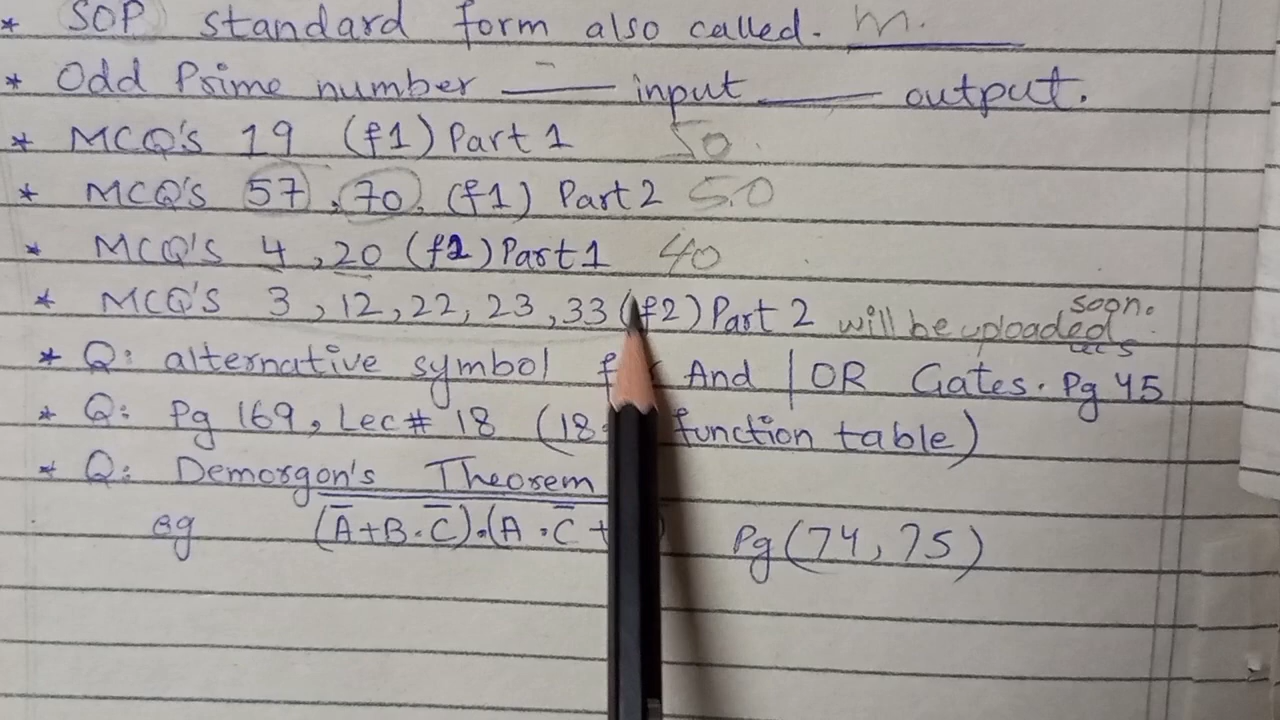 * SOP standard form also called. m.
* Odd Prime number ___ input ___ output.
* MCQ's 19 (f1) Part 1 50
* MCQ's 57, 70, (f1) Part 2 50
* MCQ's 4, 20 (f2) Part 1 40
* MCQ's 3, 12, 22, 23, 33 (f2) Part 2 will be uploaded soon.
* Q: alternative symbol And | OR Gates. Pg 45
* Q: Pg 169, Lec# 18 (18 function table)
* Q: Demorgon's Theorem
eg (A̅+B.C̅).(A.C̅+ Pg (74, 75)